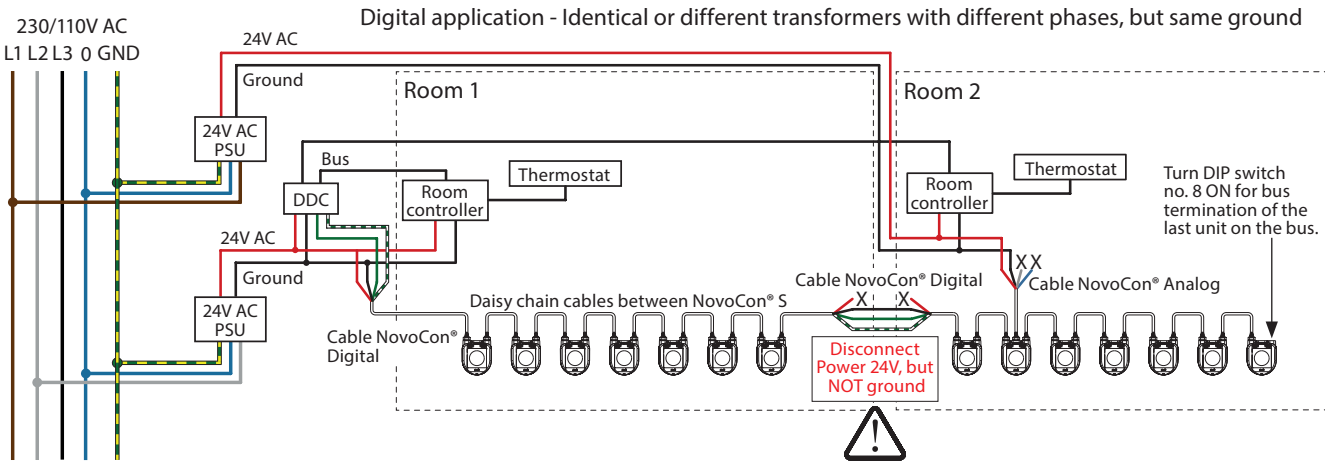 Digital application - Identical or different transformers with different phases, but same ground
230/110V AC
L1 L2 L3 0 GND
24V AC
Ground
24V AC
PSU
Room 1
Room 2
Bus
DDC
Room
controller
Thermostat
Room
controller
Thermostat
Turn DIP switch
no. 8 ON for bus
termination of the
last unit on the bus.
24V AC
Ground
24V AC
PSU
Cable NovoCon®
Digital
Daisy chain cables between NovoCon® S
Cable NovoCon® Digital
X X
X X
Cable NovoCon® Analog
Disconnect
Power 24V, but
NOT ground
!